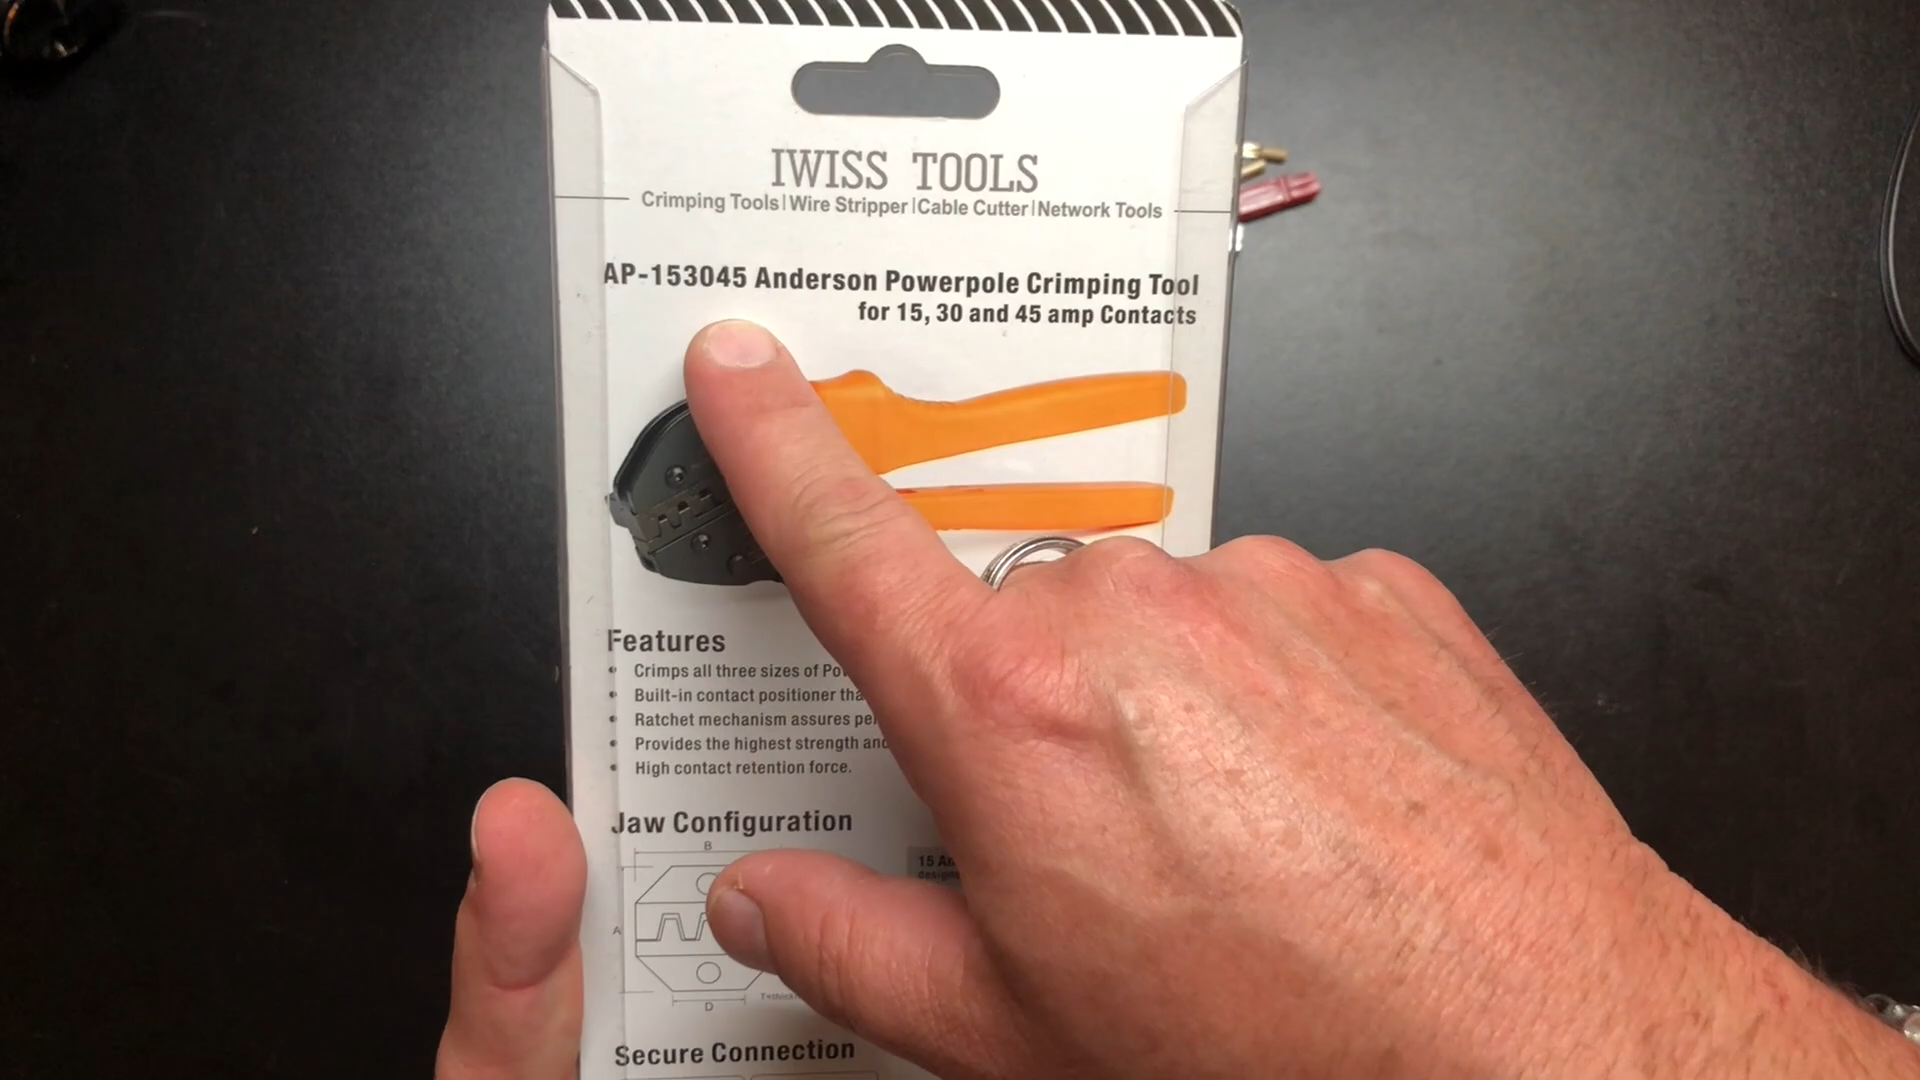 IWISS TOOLS
Crimping Tools|Wire Stripper|Cable Cutter|Network Tools
AP-153045 Anderson Powerpole Crimping Tool
for 15, 30 and 45 amp Contacts
Features
• Crimps all three sizes of
• Built-in contact positioner
• Ratchet mechanism assures
• Provides the highest strength and
• High contact retention force.
Jaw Configuration
B
15
A
D
Secure Connection